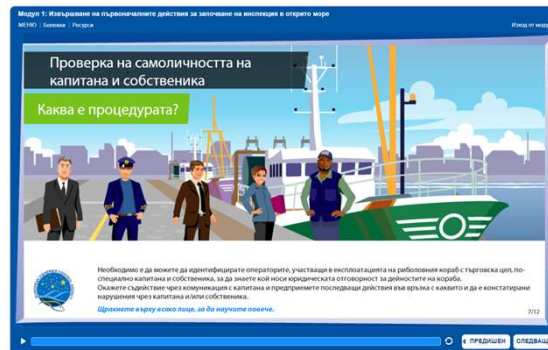 Модул 1: Извършване на първоначалните действия за започване на инспекция в открито море
МЕНЮ | Бележки | Ресурси
Изход от моду
Проверка на самоличността на
капитана и собственика
Каква е процедурата?
Необходимо е да можете да идентифицирате операторите, участващи в експлоатацията на риболовния кораб с търговска цел, по-
специално капитана и собственика, за да знаете кой носи юридическата отговорност за дейностите на кораба.
Окажете съдействие чрез комуникация с капитана и предприемете последващи действия във връзка с каквито и да е констатирани
нарушения чрез капитана и/или собственика.
Щракнете върху всяко лице, за да научите повече.
7/12
ПРЕДИШЕН
СЛЕДВАЩ